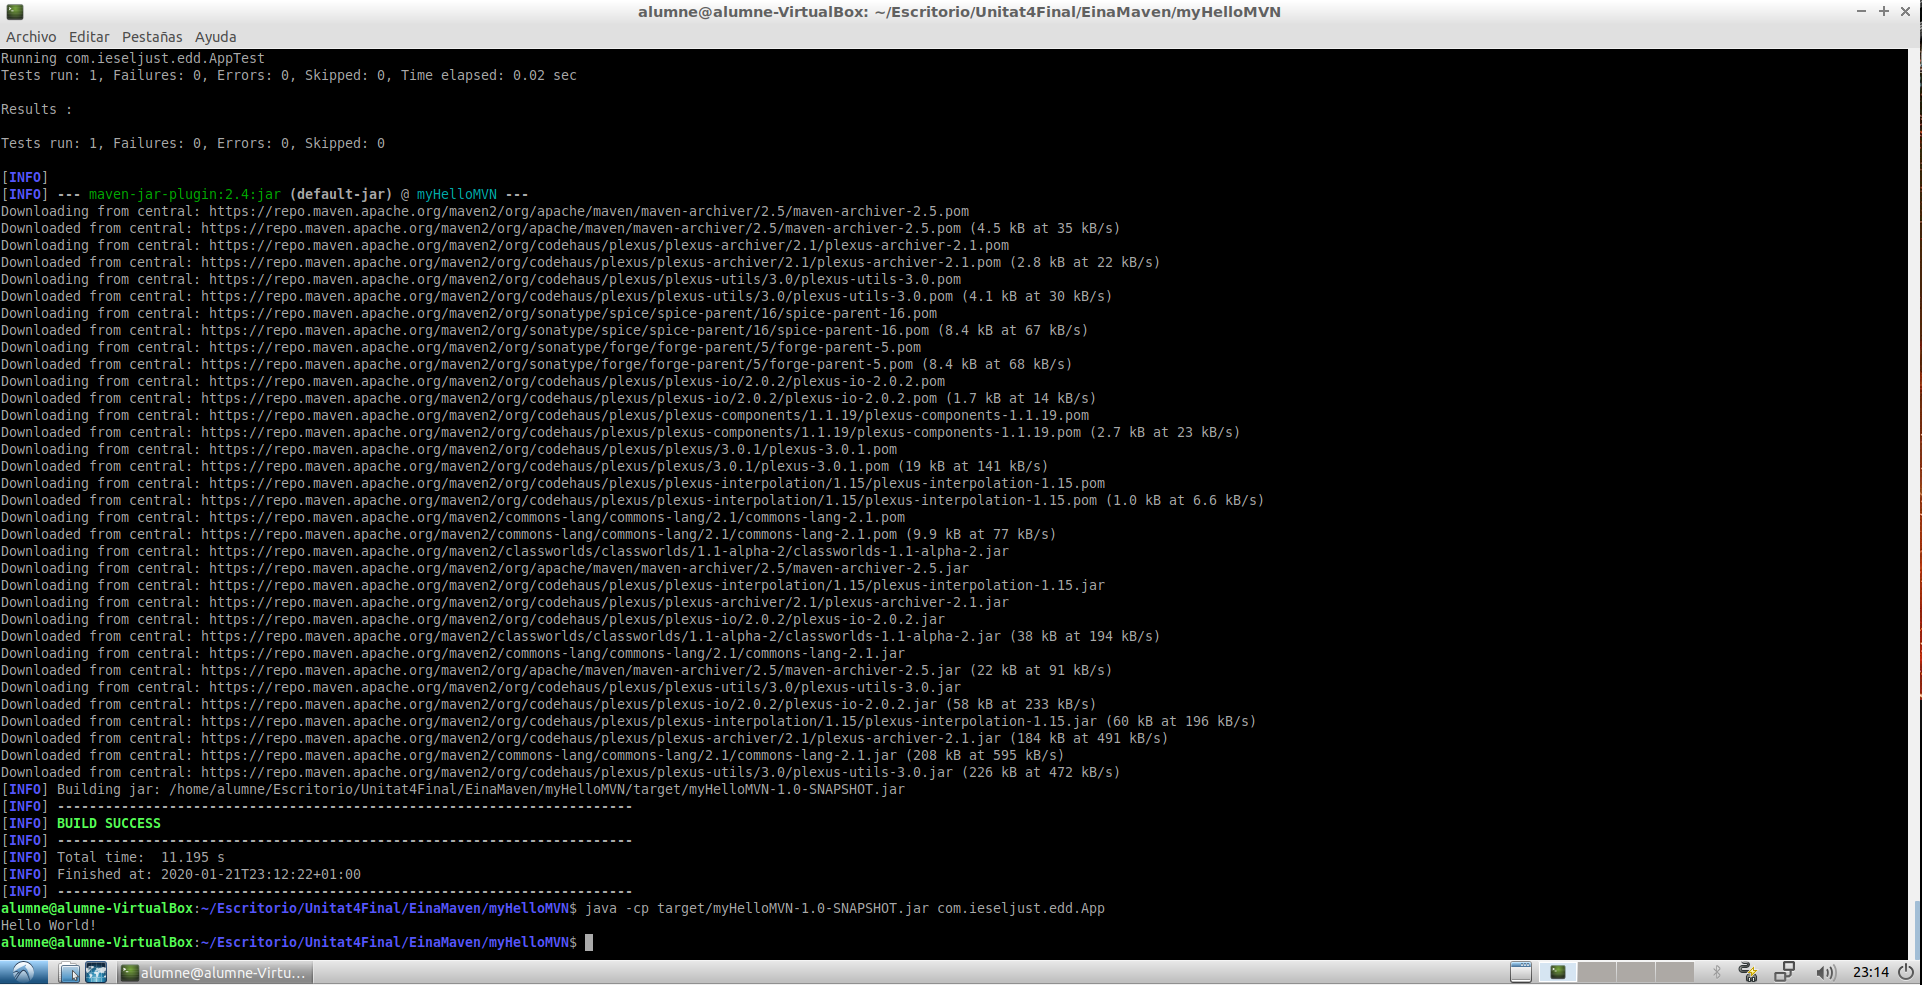 alumne@alumne-VirtualBox: ~/Escritorio/Unitat4Final/EinaMaven/myHelloMVN
Archivo Editar Pestañas Ayuda
Running com.ieseljust.edd.AppTest
Tests run: 1, Failures: 0, Errors: 0, Skipped: 0, Time elapsed: 0.02 sec
Results :
Tests run: 1, Failures: 0, Errors: 0, Skipped: 0
[INFO]
[INFO] --- maven-jar-plugin:2.4:jar (default-jar) @ myHelloMVN ---
Downloading from central: https://repo.maven.apache.org/maven2/org/apache/maven/maven-archiver/2.5/maven-archiver-2.5.pom
Downloaded from central: https://repo.maven.apache.org/maven2/org/apache/maven/maven-archiver/2.5/maven-archiver-2.5.pom (4.5 kB at 35 kB/s)
Downloading from central: https://repo.maven.apache.org/maven2/org/codehaus/plexus/plexus-archiver/2.1/plexus-archiver-2.1.pom
Downloaded from central: https://repo.maven.apache.org/maven2/org/codehaus/plexus/plexus-archiver/2.1/plexus-archiver-2.1.pom (2.8 kB at 22 kB/s)
Downloading from central: https://repo.maven.apache.org/maven2/org/codehaus/plexus/plexus-utils/3.0/plexus-utils-3.0.pom
Downloaded from central: https://repo.maven.apache.org/maven2/org/codehaus/plexus/plexus-utils/3.0/plexus-utils-3.0.pom (4.1 kB at 30 kB/s)
Downloading from central: https://repo.maven.apache.org/maven2/org/sonatype/spice/spice-parent/16/spice-parent-16.pom
Downloaded from central: https://repo.maven.apache.org/maven2/org/sonatype/spice/spice-parent/16/spice-parent-16.pom (8.4 kB at 67 kB/s)
Downloading from central: https://repo.maven.apache.org/maven2/org/sonatype/forge/forge-parent/5/forge-parent-5.pom
Downloaded from central: https://repo.maven.apache.org/maven2/org/sonatype/forge/forge-parent/5/forge-parent-5.pom (8.4 kB at 68 kB/s)
Downloading from central: https://repo.maven.apache.org/maven2/org/codehaus/plexus/plexus-io/2.0.2/plexus-io-2.0.2.pom
Downloaded from central: https://repo.maven.apache.org/maven2/org/codehaus/plexus/plexus-io/2.0.2/plexus-io-2.0.2.pom (1.7 kB at 14 kB/s)
Downloading from central: https://repo.maven.apache.org/maven2/org/codehaus/plexus/plexus-components/1.1.19/plexus-components-1.1.19.pom
Downloaded from central: https://repo.maven.apache.org/maven2/org/codehaus/plexus/plexus-components/1.1.19/plexus-components-1.1.19.pom (2.7 kB at 23 kB/s)
Downloading from central: https://repo.maven.apache.org/maven2/org/codehaus/plexus/plexus/3.0.1/plexus-3.0.1.pom
Downloaded from central: https://repo.maven.apache.org/maven2/org/codehaus/plexus/plexus/3.0.1/plexus-3.0.1.pom (19 kB at 141 kB/s)
Downloading from central: https://repo.maven.apache.org/maven2/org/codehaus/plexus/plexus-interpolation/1.15/plexus-interpolation-1.15.pom
Downloaded from central: https://repo.maven.apache.org/maven2/org/codehaus/plexus/plexus-interpolation/1.15/plexus-interpolation-1.15.pom (1.0 kB at 6.6 kB/s)
Downloading from central: https://repo.maven.apache.org/maven2/commons-lang/commons-lang/2.1/commons-lang-2.1.pom
Downloaded from central: https://repo.maven.apache.org/maven2/commons-lang/commons-lang/2.1/commons-lang-2.1.pom (9.9 kB at 77 kB/s)
Downloading from central: https://repo.maven.apache.org/maven2/classworlds/classworlds/1.1-alpha-2/classworlds-1.1-alpha-2.jar
Downloading from central: https://repo.maven.apache.org/maven2/org/apache/maven/maven-archiver/2.5/maven-archiver-2.5.jar
Downloading from central: https://repo.maven.apache.org/maven2/org/codehaus/plexus/plexus-interpolation/1.15/plexus-interpolation-1.15.jar
Downloading from central: https://repo.maven.apache.org/maven2/org/codehaus/plexus/plexus-archiver/2.1/plexus-archiver-2.1.jar
Downloading from central: https://repo.maven.apache.org/maven2/org/codehaus/plexus/plexus-io/2.0.2/plexus-io-2.0.2.jar
Downloaded from central: https://repo.maven.apache.org/maven2/classworlds/classworlds/1.1-alpha-2/classworlds-1.1-alpha-2.jar (38 kB at 194 kB/s)
Downloading from central: https://repo.maven.apache.org/maven2/commons-lang/commons-lang/2.1/commons-lang-2.1.jar
Downloaded from central: https://repo.maven.apache.org/maven2/org/apache/maven/maven-archiver/2.5/maven-archiver-2.5.jar (22 kB at 91 kB/s)
Downloading from central: https://repo.maven.apache.org/maven2/org/codehaus/plexus/plexus-utils/3.0/plexus-utils-3.0.jar
Downloaded from central: https://repo.maven.apache.org/maven2/org/codehaus/plexus/plexus-io/2.0.2/plexus-io-2.0.2.jar (58 kB at 233 kB/s)
Downloaded from central: https://repo.maven.apache.org/maven2/org/codehaus/plexus/plexus-interpolation/1.15/plexus-interpolation-1.15.jar (60 kB at 196 kB/s)
Downloaded from central: https://repo.maven.apache.org/maven2/org/codehaus/plexus/plexus-archiver/2.1/plexus-archiver-2.1.jar (184 kB at 491 kB/s)
Downloaded from central: https://repo.maven.apache.org/maven2/commons-lang/commons-lang/2.1/commons-lang-2.1.jar (208 kB at 595 kB/s)
Downloaded from central: https://repo.maven.apache.org/maven2/org/codehaus/plexus/plexus-utils/3.0/plexus-utils-3.0.jar (226 kB at 472 kB/s)
[INFO] Building jar: /home/alumne/Escritorio/Unitat4Final/EinaMaven/myHelloMVN/target/myHelloMVN-1.0-SNAPSHOT.jar
[INFO] ------------------------------------------------------------------------
[INFO] BUILD SUCCESS
[INFO] ------------------------------------------------------------------------
[INFO] Total time:  11.195 s
[INFO] Finished at: 2020-01-21T23:12:22+01:00
[INFO] ------------------------------------------------------------------------
alumne@alumne-VirtualBox:~/Escritorio/Unitat4Final/EinaMaven/myHelloMVN$ java -cp target/myHelloMVN-1.0-SNAPSHOT.jar com.ieseljust.edd.App
Hello World!
alumne@alumne-VirtualBox:~/Escritorio/Unitat4Final/EinaMaven/myHelloMVN$
alumne@alumne-Virtu...
23:14